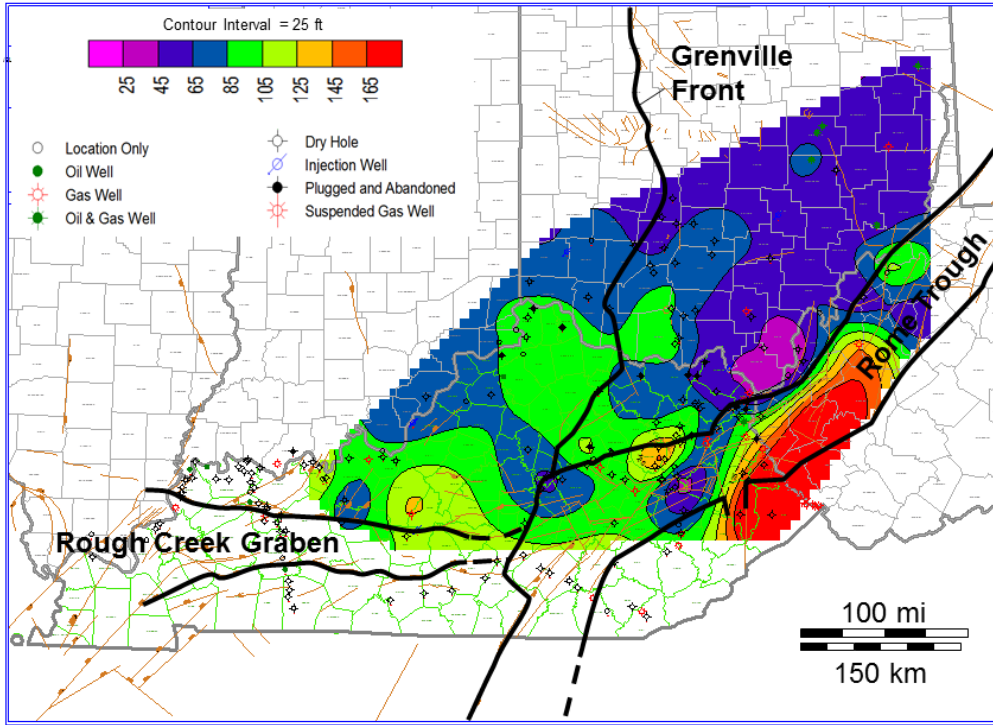 Contour Interval = 25 ft
25
45
65
85
105
125
145
165
Location Only
Oil Well
Gas Well
Oil & Gas Well
Dry Hole
Injection Well
Plugged and Abandoned
Suspended Gas Well
Grenville
Front
Rome Trough
Rough Creek Graben
100 mi
150 km